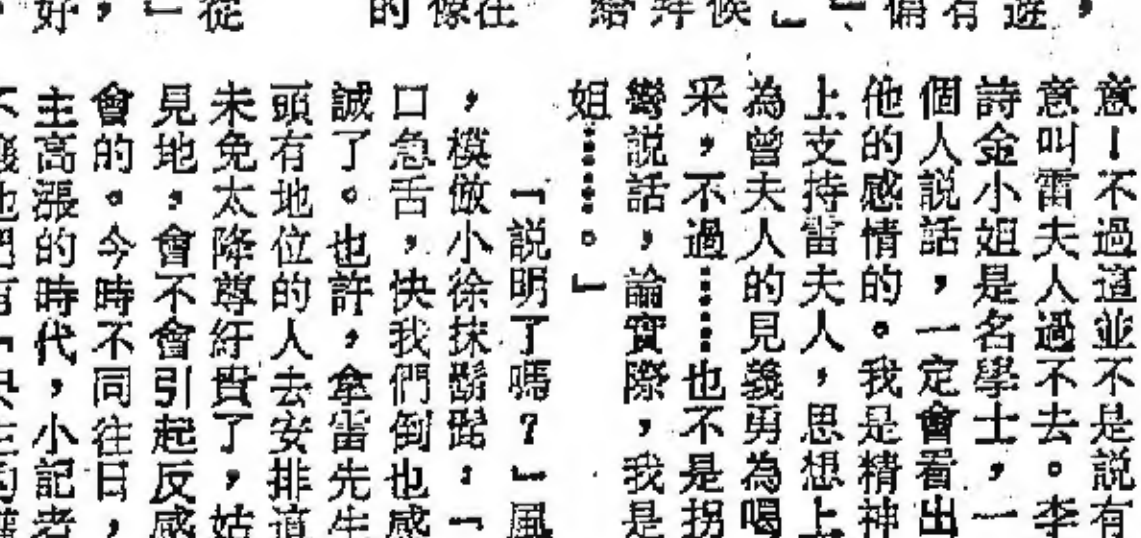 意！不過這並不是説有
意叫雷夫人過不去。李
詩金小姐是名學士，一
個人説話，一定會看出
他的感情的。我是精神
上支持雷夫人，思想上
為曾夫人的見義勇為喝
采，不過……也不是拐
彎説話，論實際，我是
姐………。」
「説明了嗎？」風
，模倣小徐抹鬍髭：「
口急舌，快我們倒也感
誠了。也許，拿雷先生
頭有地位的人去安排這
未免太降尊紆貴了，姑
見地，會不會引起反感
會的。今時不同往日，
主高漲的時代，小記者